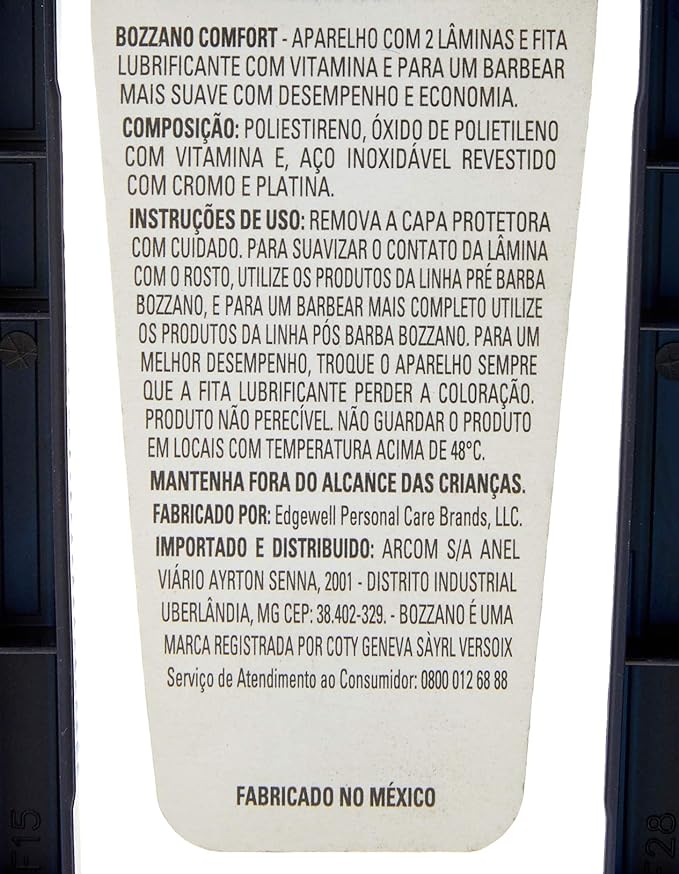 BOZZANO COMFORT - APARELHO COM 2 LÂMINAS E FITA
LUBRIFICANTE COM VITAMINA E PARA UM BARBEAR
MAIS SUAVE COM DESEMPENHO E ECONOMIA.
COMPOSIÇÃO: POLIESTIRENO, ÓXIDO DE POLIETILENO
COM VITAMINA E, AÇO INOXIDÁVEL REVESTIDO
COM CROMO E PLATINA.
INSTRUÇÕES DE USO: REMOVA A CAPA PROTETORA
COM CUIDADO. PARA SUAVIZAR O CONTATO DA LÂMINA
COM O ROSTO, UTILIZE OS PRODUTOS DA LINHA PRÉ BARBA
BOZZANO, E PARA UM BARBEAR MAIS COMPLETO UTILIZE
OS PRODUTOS DA LINHA PÓS BARBA BOZZANO. PARA UM
MELHOR DESEMPENHO, TROQUE O APARELHO SEMPRE
QUE A FITA LUBRIFICANTE PERDER A COLORAÇÃO.
PRODUTO NÃO PERECÍVEL. NÃO GUARDAR O PRODUTO
EM LOCAIS COM TEMPERATURA ACIMA DE 48°C.
MANTENHA FORA DO ALCANCE DAS CRIANÇAS.
FABRICADO POR: Edgewell Personal Care Brands, LLC.
IMPORTADO E DISTRIBUIDO: ARCOM S/A ANEL
VIÁRIO AYRTON SENNA, 2001 - DISTRITO INDUSTRIAL
UBERLÂNDIA, MG CEP: 38.402-329. - BOZZANO É UMA
MARCA REGISTRADA POR COTY GENEVA SÀYRL VERSOIX
Serviço de Atendimento ao Consumidor: 0800 012 68 88
FABRICADO NO MÉXICO
F15
F28